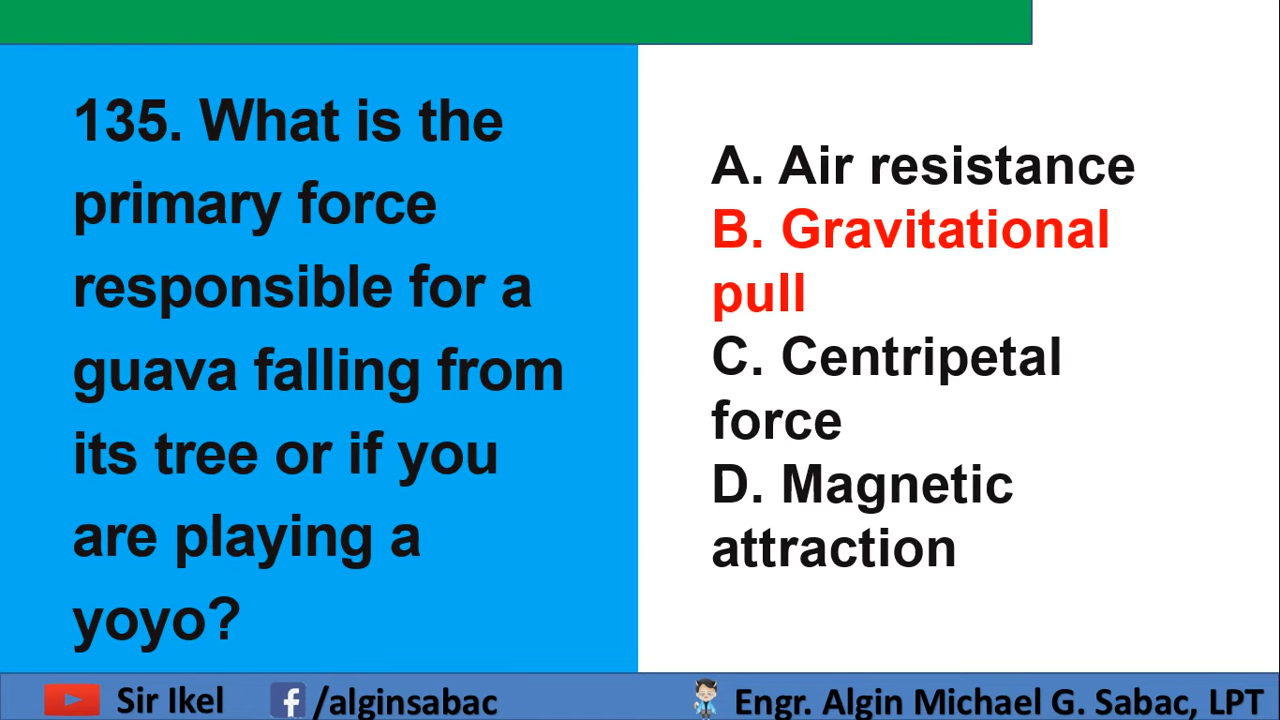 135. What is the
primary force
responsible for a
guava falling from
its tree or if you
are playing a
yoyo?
A. Air resistance
B. Gravitational
pull
C. Centripetal
force
D. Magnetic
attraction
Sir Ikel
/alginsabac
Engr. Algin Michael G. Sabac, LPT